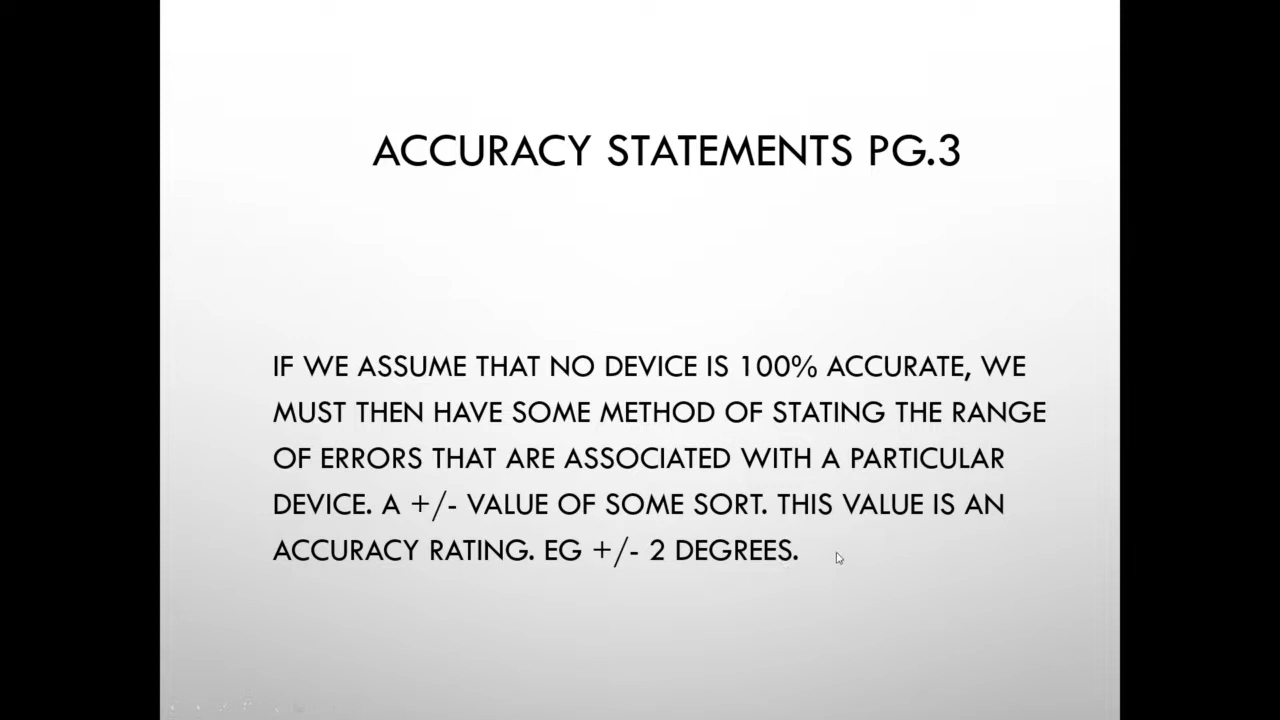 ACCURACY STATEMENTS PG.3
IF WE ASSUME THAT NO DEVICE IS 100% ACCURATE, WE
MUST THEN HAVE SOME METHOD OF STATING THE RANGE
OF ERRORS THAT ARE ASSOCIATED WITH A PARTICULAR
DEVICE. A +/- VALUE OF SOME SORT. THIS VALUE IS AN
ACCURACY RATING. EG +/- 2 DEGREES.